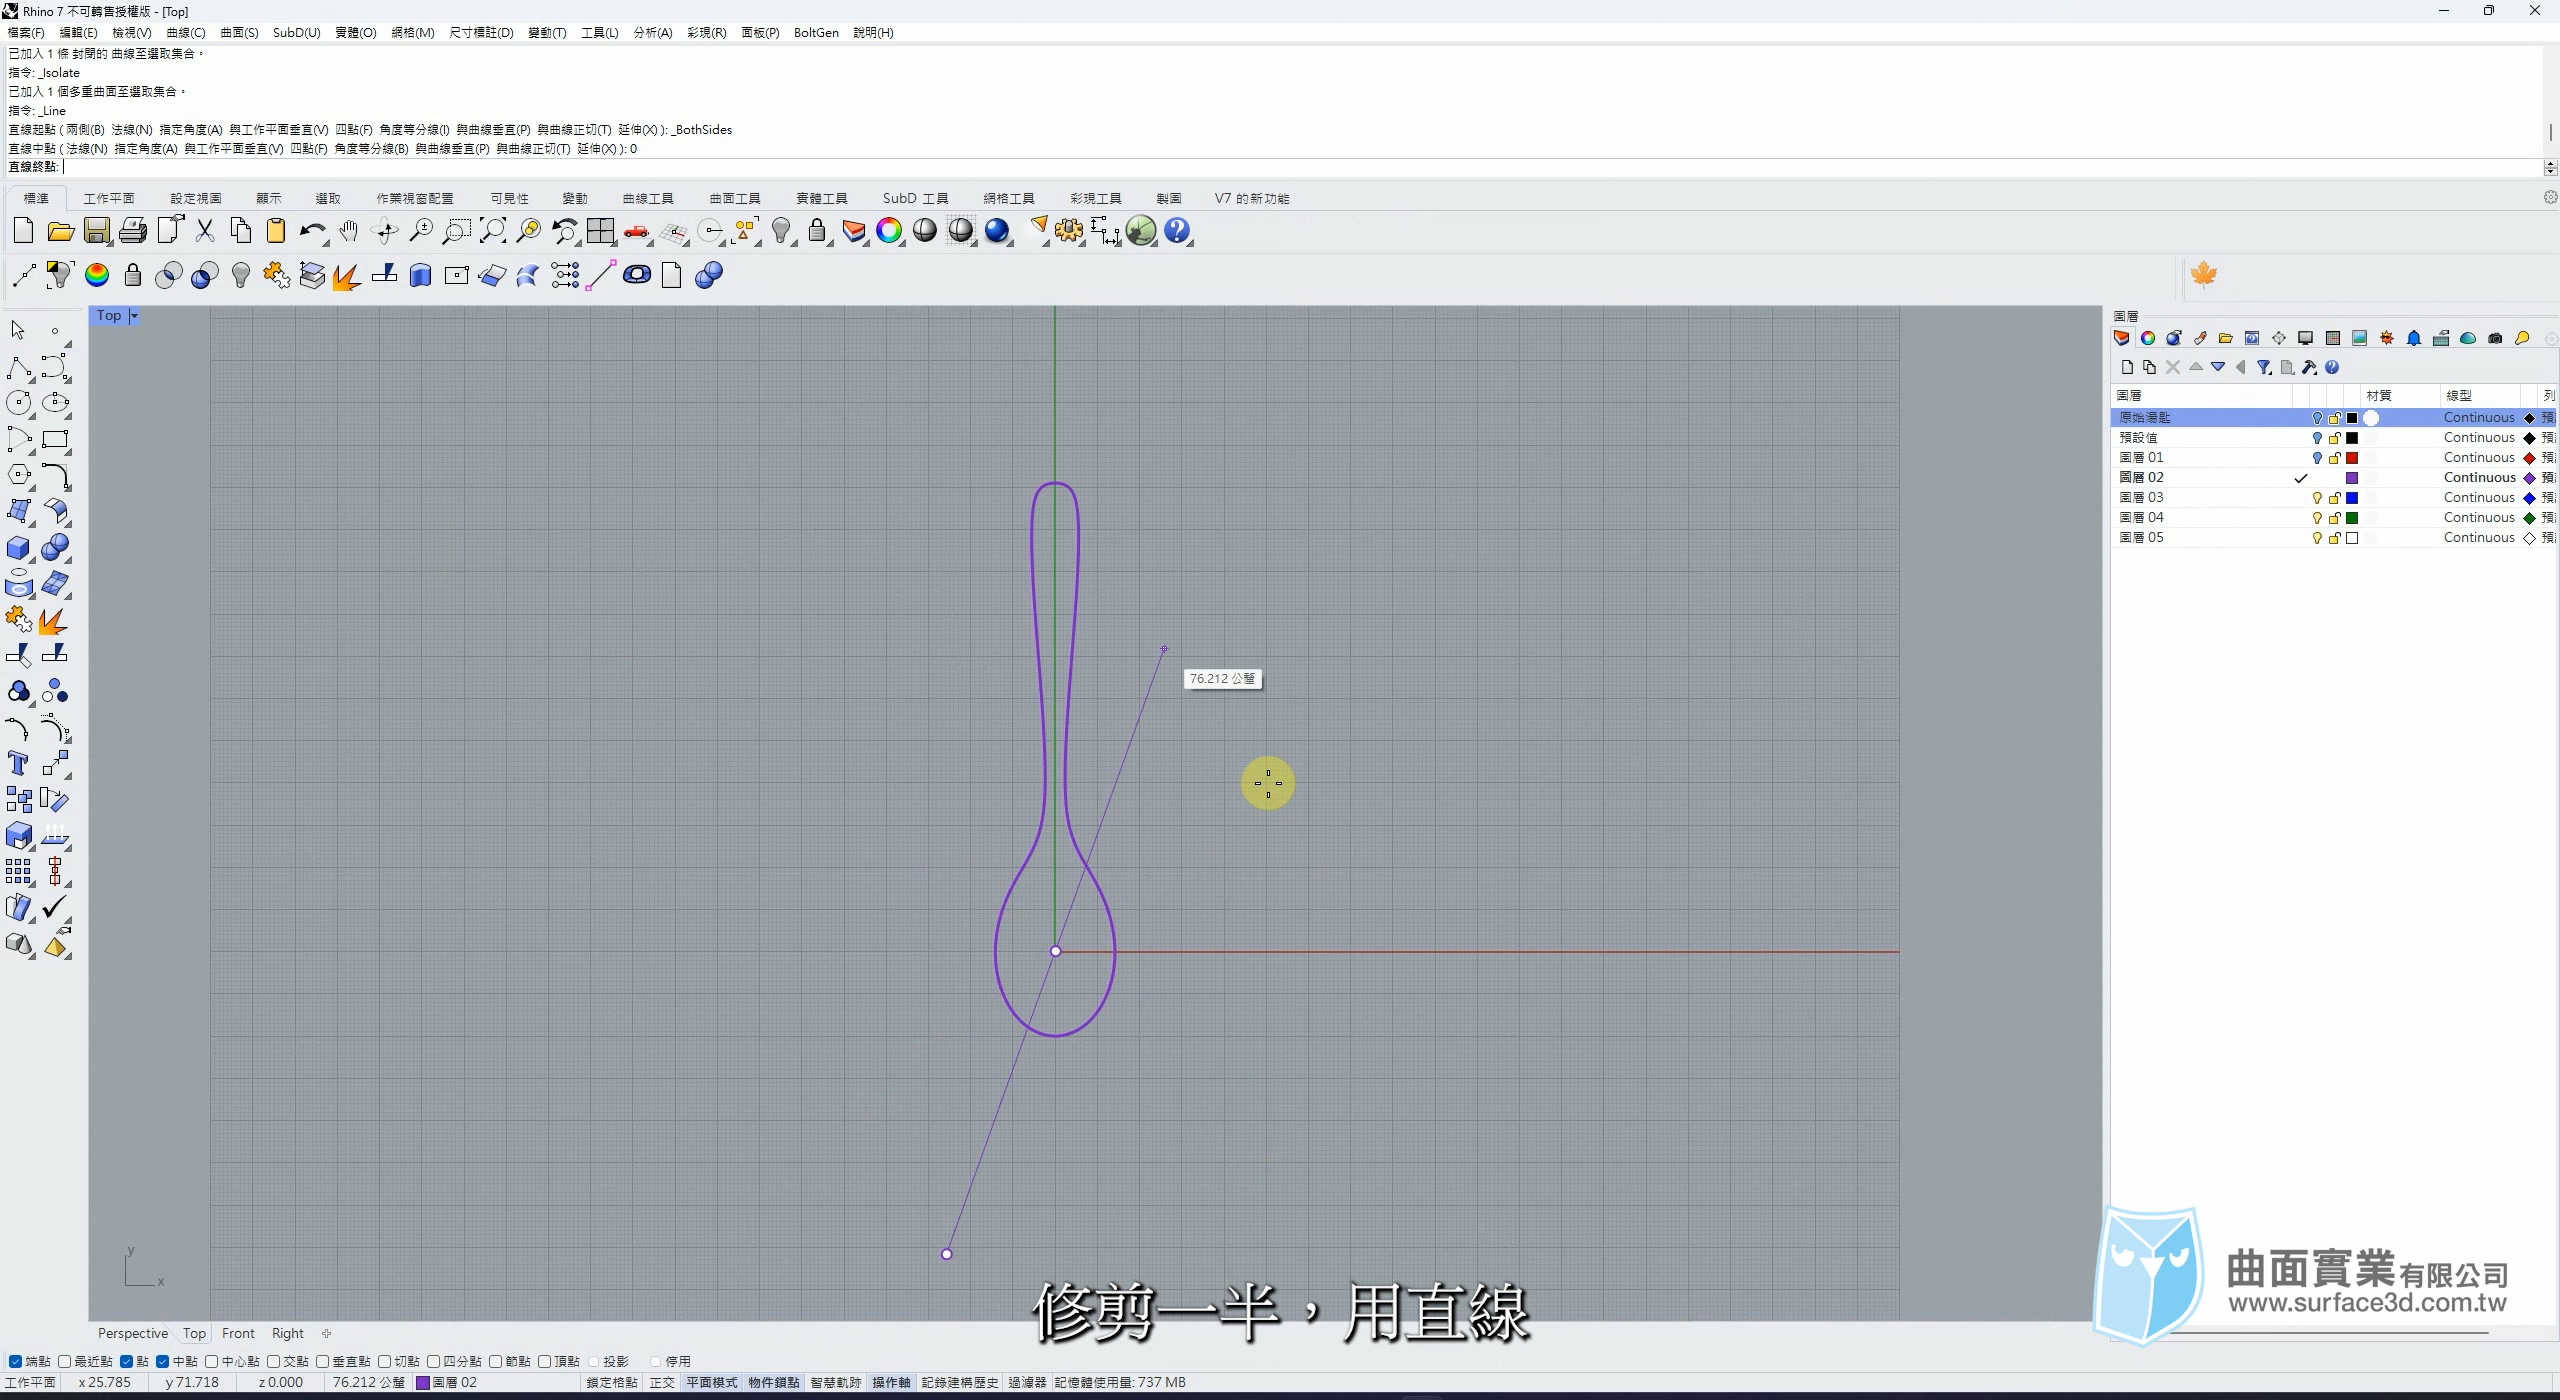 Rhino 7 不可轉售授權版 - [Top]
檔案(F) 編輯(E) 檢視(V) 曲線(C) 曲面(S) SubD(U) 實體(O) 網格(M) 尺寸標註(D) 變動(T) 工具(L) 分析(A) 彩現(R) 面板(P) BoltGen 說明(H)
已加入 1 條 封閉的 曲線至選取集合。
指令: _Isolate
已加入 1 個多重曲面至選取集合。
指令: _Line
直線起點 ( 兩側(B) 法線(N) 指定角度(A) 與工作平面垂直(V) 四點(F) 角度等分線(I) 與曲線垂直(P) 與曲線正切(T) 延伸(X) ): _BothSides
直線中點 ( 法線(N) 指定角度(A) 與工作平面垂直(V) 四點(F) 角度等分線(B) 與曲線垂直(P) 與曲線正切(T) 延伸(X) ): 0
直線終點:
標準 工作平面 設定視圖 顯示 選取 作業視窗配置 可見性 變動 曲線工具 曲面工具 實體工具 SubD 工具 網格工具 彩現工具 製圖 V7 的新功能
Top
圖層
圖層 材質 線型 列
原始湯匙 Continuous 預
預設值 Continuous 預
圖層 01 Continuous 預
圖層 02 Continuous 預
圖層 03 Continuous 預
圖層 04 Continuous 預
圖層 05 Continuous 預
76.212 公釐
y
x
曲面實業有限公司
www.surface3d.com.tw
修剪一半，用直線
Perspective Top Front Right
端點 最近點 點 中點 中心點 交點 垂直點 切點 四分點 節點 頂點 投影 停用
工作平面 x 25.785 y 71.718 z 0.000 76.212 公釐 圖層 02 鎖定格點 正交 平面模式 物件鎖點 智慧軌跡 操作軸 記錄建構歷史 過濾器 記憶體使用量: 737 MB